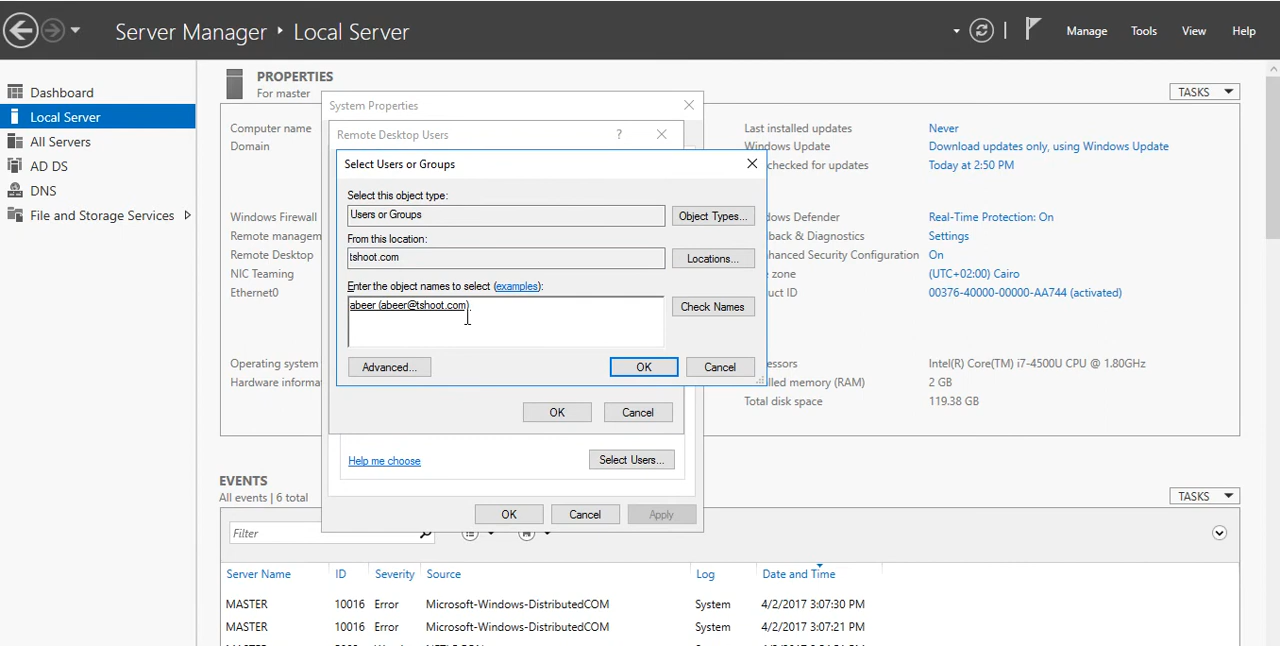 Server Manager ‣ Local Server
Manage Tools View Help
Dashboard
Local Server
All Servers
AD DS
DNS
File and Storage Services
PROPERTIES
For master
TASKS
Computer name
Domain
Windows Firewall
Remote managem
Remote Desktop
NIC Teaming
Ethernet0
Operating system
Hardware informa
Last installed updates Never
Windows Update Download updates only, using Windows Update
checked for updates Today at 2:50 PM
dows Defender Real-Time Protection: On
back & Diagnostics Settings
hanced Security Configuration On
zone (UTC+02:00) Cairo
ct ID 00376-40000-00000-AA744 (activated)
essors Intel(R) Core(TM) i7-4500U CPU @ 1.80GHz
lled memory (RAM) 2 GB
Total disk space 119.38 GB
System Properties
Remote Desktop Users ?
Select Users or Groups
Select this object type:
Users or Groups Object Types...
From this location:
tshoot.com Locations...
Enter the object names to select (examples):
abeer (abeer@tshoot.com) Check Names
Advanced... OK Cancel
OK Cancel
Help me choose Select Users...
OK Cancel Apply
EVENTS
All events | 6 total
TASKS
Filter
Server Name ID Severity Source Log Date and Time
MASTER 10016 Error Microsoft-Windows-DistributedCOM System 4/2/2017 3:07:30 PM
MASTER 10016 Error Microsoft-Windows-DistributedCOM System 4/2/2017 3:07:21 PM